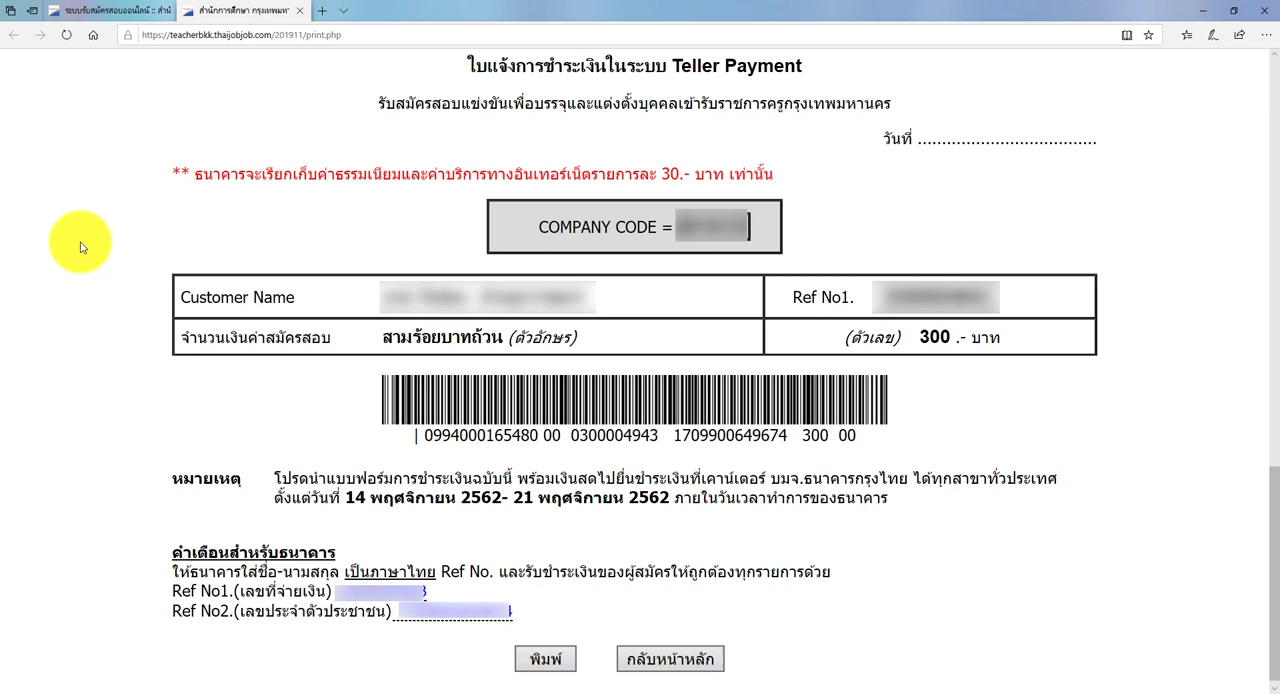 ระบบรับสมัครสอบออนไลน์ :: สำนั
สำนักการศึกษา กรุงเทพมหา
https://teacherbkk.thaijobjob.com/201911/print.php
ใบแจ้งการชำระเงินในระบบ Teller Payment
รับสมัครสอบแข่งขันเพื่อบรรจุและแต่งตั้งบุคคลเข้ารับราชการครูกรุงเทพมหานคร
วันที่ .....................................
** ธนาคารจะเรียกเก็บค่าธรรมเนียมและค่าบริการทางอินเทอร์เน็ตรายการละ 30.- บาท เท่านั้น
COMPANY CODE =
Customer Name Ref No1.
จำนวนเงินค่าสมัครสอบ สามร้อยบาทถ้วน (ตัวอักษร) (ตัวเลข) 300 .- บาท
| 0994000165480 00 0300004943 1709900649674 300 00
หมายเหตุ โปรดนำแบบฟอร์มการชำระเงินฉบับนี้ พร้อมเงินสดไปยื่นชำระเงินที่เคาน์เตอร์ บมจ.ธนาคารกรุงไทย ได้ทุกสาขาทั่วประเทศ
ตั้งแต่วันที่ 14 พฤศจิกายน 2562- 21 พฤศจิกายน 2562 ภายในวันเวลาทำการของธนาคาร
คำเตือนสำหรับธนาคาร
ให้ธนาคารใส่ชื่อ-นามสกุล เป็นภาษาไทย Ref No. และรับชำระเงินของผู้สมัครให้ถูกต้องทุกรายการด้วย
Ref No1.(เลขที่จ่ายเงิน)
Ref No2.(เลขประจำตัวประชาชน)
พิมพ์ กลับหน้าหลัก